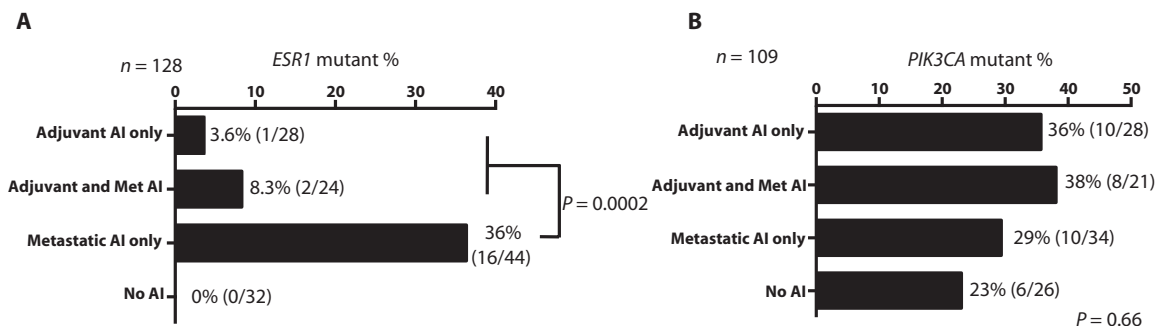 A
n = 128
ESR1 mutant %
0 10 20 30 40
Adjuvant AI only
3.6% (1/28)
Adjuvant and Met AI
8.3% (2/24)
Metastatic AI only
36%
(16/44)
No AI
0% (0/32)
P = 0.0002
B
n = 109
PIK3CA mutant %
0 10 20 30 40 50
Adjuvant AI only
36% (10/28)
Adjuvant and Met AI
38% (8/21)
Metastatic AI only
29% (10/34)
No AI
23% (6/26)
P = 0.66